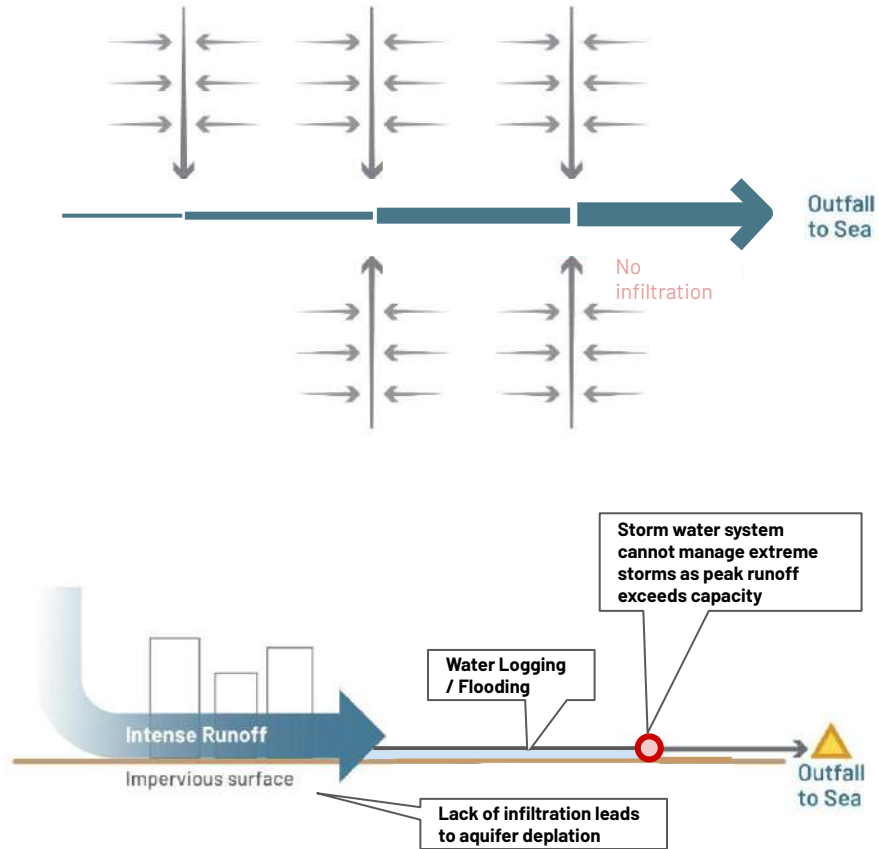 Outfall
to Sea
No
infiltration
Storm water system
cannot manage extreme
storms as peak runoff
exceeds capacity
Water Logging
/ Flooding
Intense Runoff
Impervious surface
Outfall
to Sea
Lack of infiltration leads
to aquifer deplation